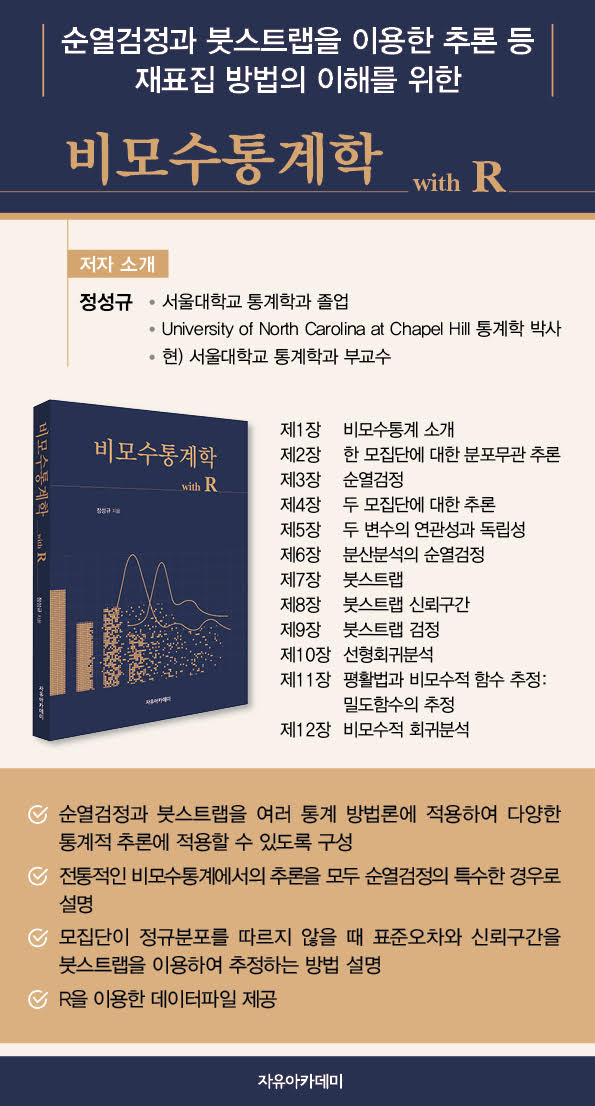 순열검정과 붓스트랩을 이용한 추론 등
재표집 방법의 이해를 위한
비모수통계학 with R
저자 소개
정성규 • 서울대학교 통계학과 졸업
• University of North Carolina at Chapel Hill 통계학 박사
• 현) 서울대학교 통계학과 부교수
비모수통계학 with R 정성규 지음 자유아카데미
비모수통계학
with R
정성규 지음
자유아카데미
제1장 비모수통계 소개
제2장 한 모집단에 대한 분포무관 추론
제3장 순열검정
제4장 두 모집단에 대한 추론
제5장 두 변수의 연관성과 독립성
제6장 분산분석의 순열검정
제7장 붓스트랩
제8장 붓스트랩 신뢰구간
제9장 붓스트랩 검정
제10장 선형회귀분석
제11장 평활법과 비모수적 함수 추정:
밀도함수의 추정
제12장 비모수적 회귀분석
순열검정과 붓스트랩을 여러 통계 방법론에 적용하여 다양한
통계적 추론에 적용할 수 있도록 구성
전통적인 비모수통계에서의 추론을 모두 순열검정의 특수한 경우로
설명
모집단이 정규분포를 따르지 않을 때 표준오차와 신뢰구간을
붓스트랩을 이용하여 추정하는 방법 설명
R을 이용한 데이터파일 제공
자유아카데미